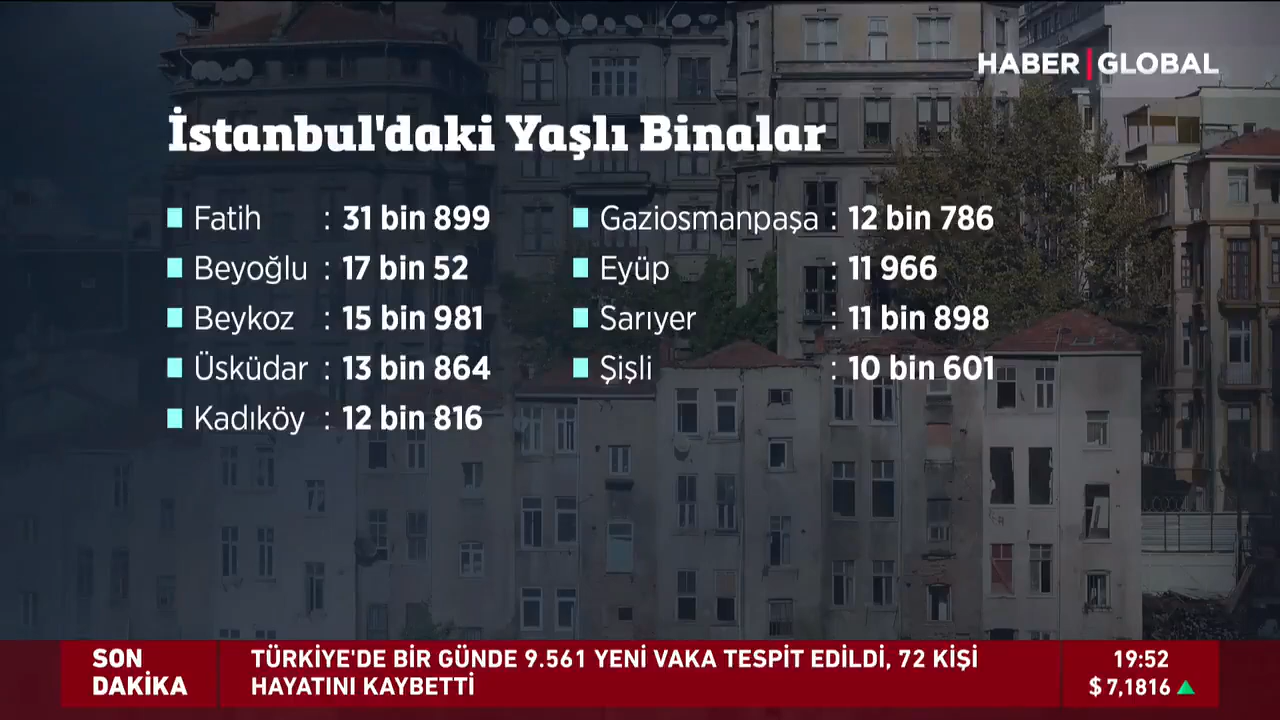 HABER GLOBAL
İstanbul'daki Yaşlı Binalar
Fatih : 31 bin 899
Beyoğlu : 17 bin 52
Beykoz : 15 bin 981
Üsküdar : 13 bin 864
Kadıköy : 12 bin 816
Gaziosmanpaşa : 12 bin 786
Eyüp : 11 966
Sarıyer : 11 bin 898
Şişli : 10 bin 601
SON
DAKİKA
TÜRKİYE'DE BİR GÜNDE 9.561 YENİ VAKA TESPİT EDİLDİ, 72 KİŞİ
HAYATINI KAYBETTİ
19:52
$ 7,1816